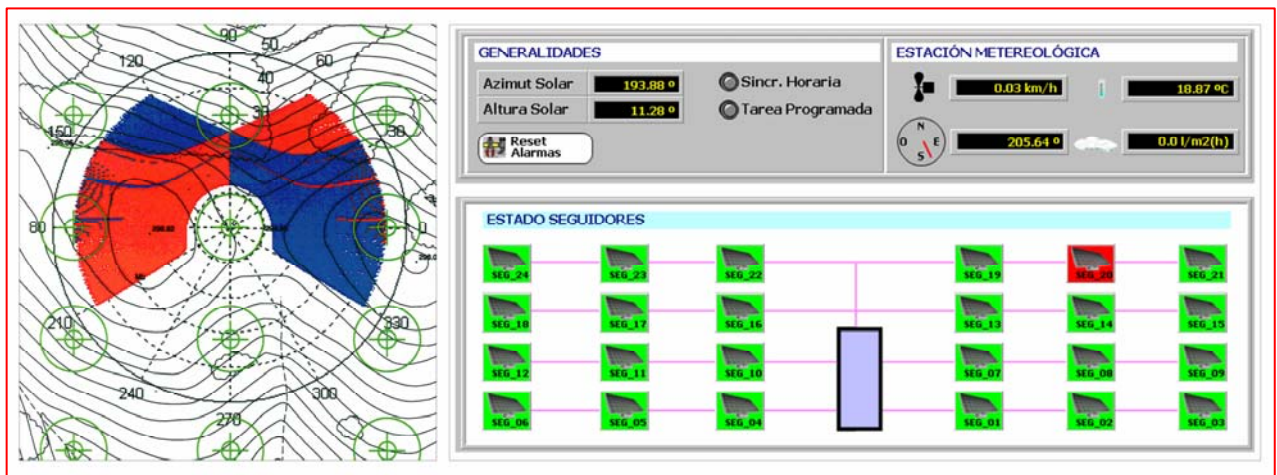 90
120
50
60
40
30
150
30
80
0
210
330
240
300
270
GENERALIDADES
Azimut Solar 193.88 º
Altura Solar 11.28 º
Sincr. Horaria
Tarea Programada
Reset
Alarmas
ESTACIÓN METEREOLÓGICA
0.03 km/h
18.87 ºC
N
O E
S
205.64 º
0.0 l/m2(h)
ESTADO SEGUIDORES
SEG_24 SEG_23 SEG_22 SEG_19 SEG_20 SEG_21
SEG_18 SEG_17 SEG_16 SEG_13 SEG_14 SEG_15
SEG_12 SEG_11 SEG_10 SEG_07 SEG_08 SEG_09
SEG_06 SEG_05 SEG_04 SEG_01 SEG_02 SEG_03